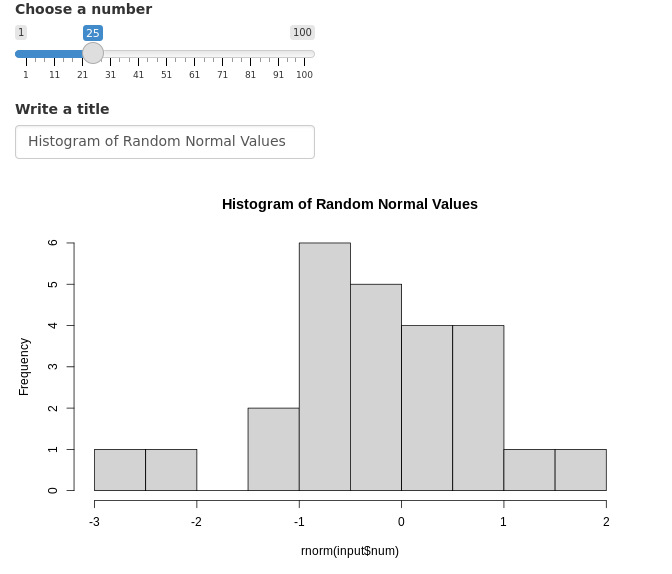 Choose a number
1 25 100
1 11 21 31 41 51 61 71 81 91 100
Write a title
Histogram of Random Normal Values
Histogram of Random Normal Values
Frequency
6
5
4
3
2
1
0
-3 -2 -1 0 1 2
rnorm(input$num)